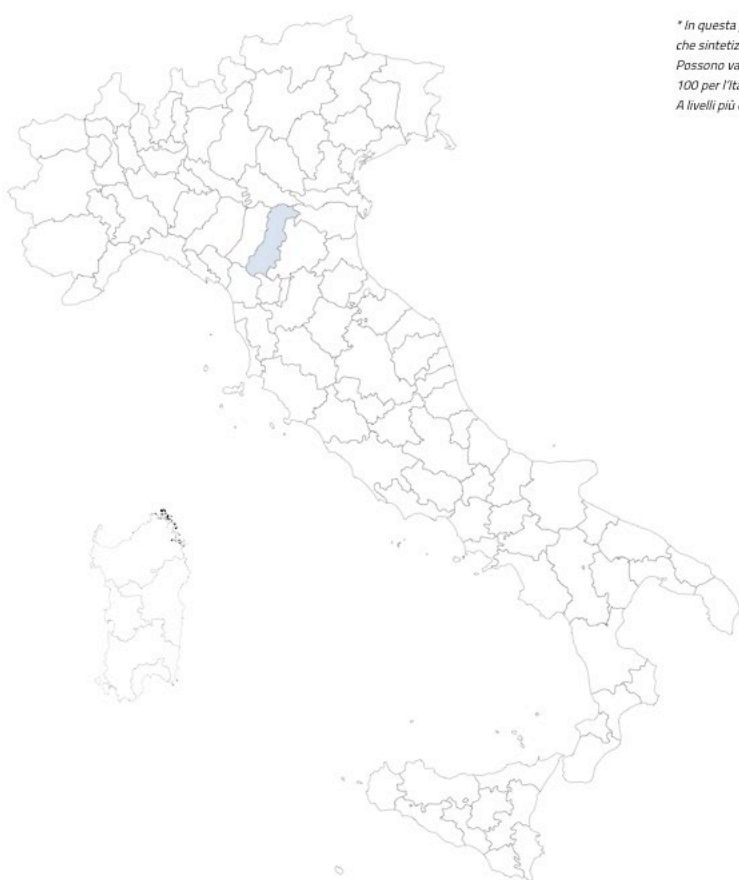 * In questa
che sintetiz
Possono va
100 per l'Ita
A livelli più